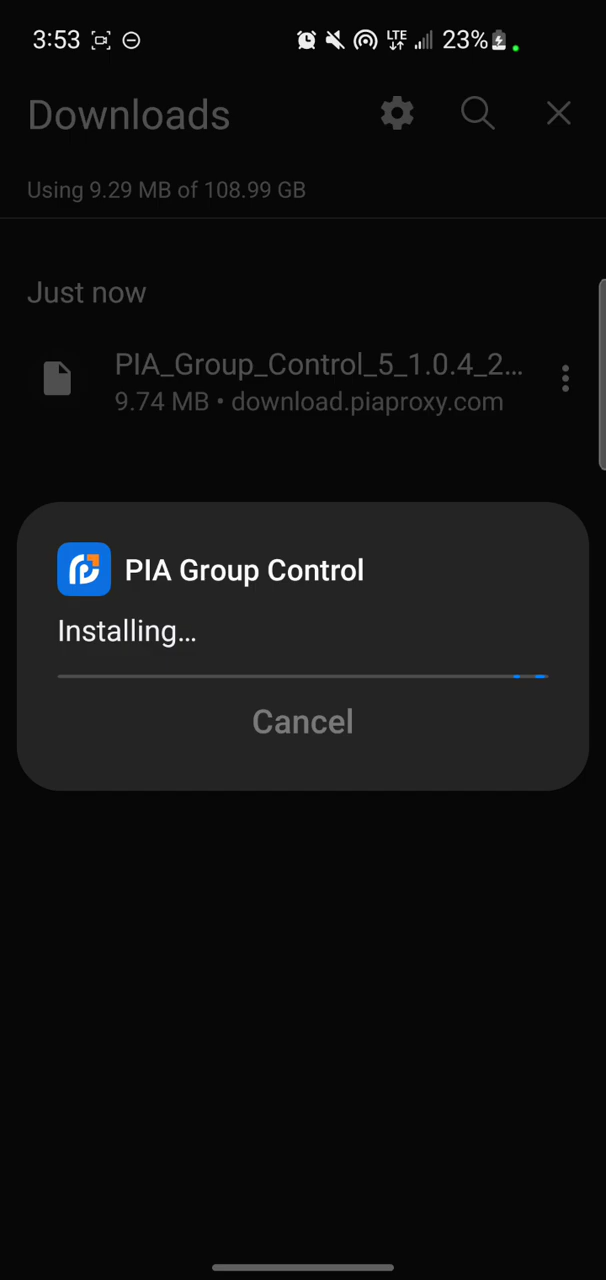 3:53 LTE 23%
Downloads
Using 9.29 MB of 108.99 GB
Just now
PIA_Group_Control_5_1.0.4_2...
9.74 MB • download.piaproxy.com
PIA Group Control
Installing...
Cancel